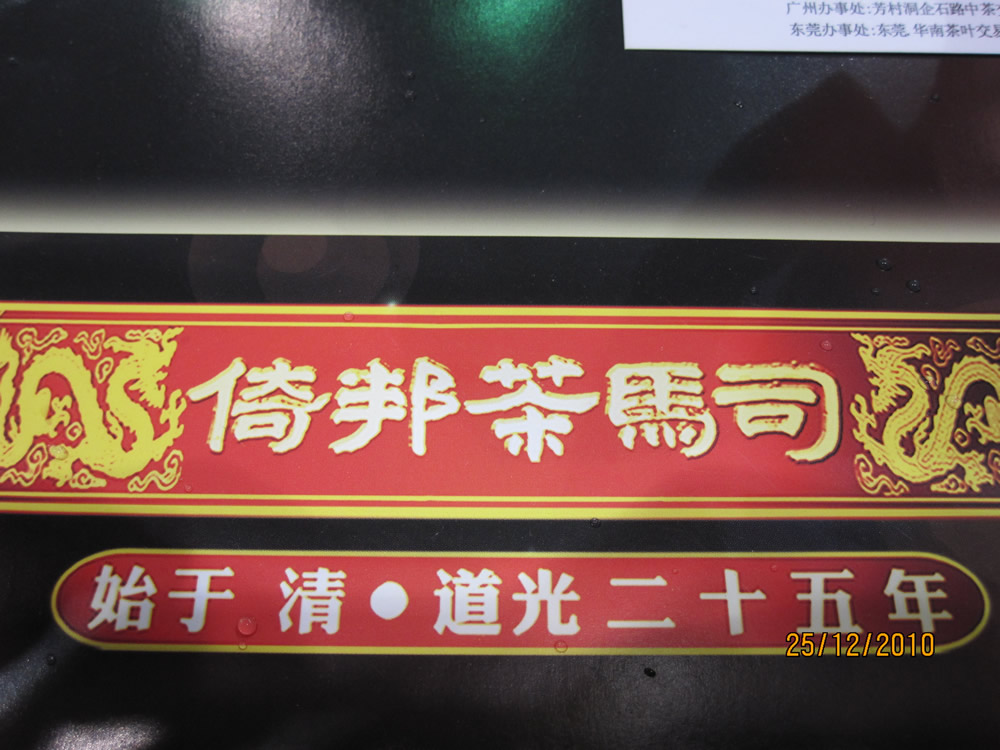 广州办事处:芳村洞企石路中茶
东莞办事处:东莞.华南茶叶交易
倚邦茶馬司
始于 清●道光二十五年
25/12/2010